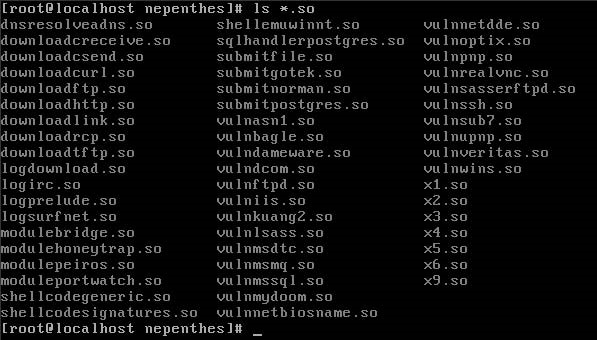 [root@localhost nepenthes]# ls *.so
dnsresolveadns.so shellemuwinnt.so vulnnetdde.so
downloadcreceive.so sqlhandlerpostgres.so vulnoptix.so
downloadcsend.so submitfile.so vulnpnp.so
downloadcurl.so submitgotek.so vulnrealvnc.so
downloadftp.so submitnorman.so vulnsasserftpd.so
downloadhttp.so submitpostgres.so vulnssh.so
downloadlink.so vulnasn1.so vulnsub7.so
downloadrcp.so vulnbagle.so vulnupnp.so
downloadtftp.so vulndameware.so vulnveritas.so
logdownload.so vulndcom.so vulnwins.so
logirc.so vulnftpd.so x1.so
logprelude.so vulniis.so x2.so
logsurfnet.so vulnkuang2.so x3.so
modulebridge.so vulnlsass.so x4.so
modulehoneytrap.so vulnmsdtc.so x5.so
modulepeiros.so vulnmsmq.so x6.so
moduleportwatch.so vulnmssql.so x9.so
shellcodegeneric.so vulnmydoom.so
shellcodesignatures.so vulnnetbiosname.so
[root@localhost nepenthes]# _